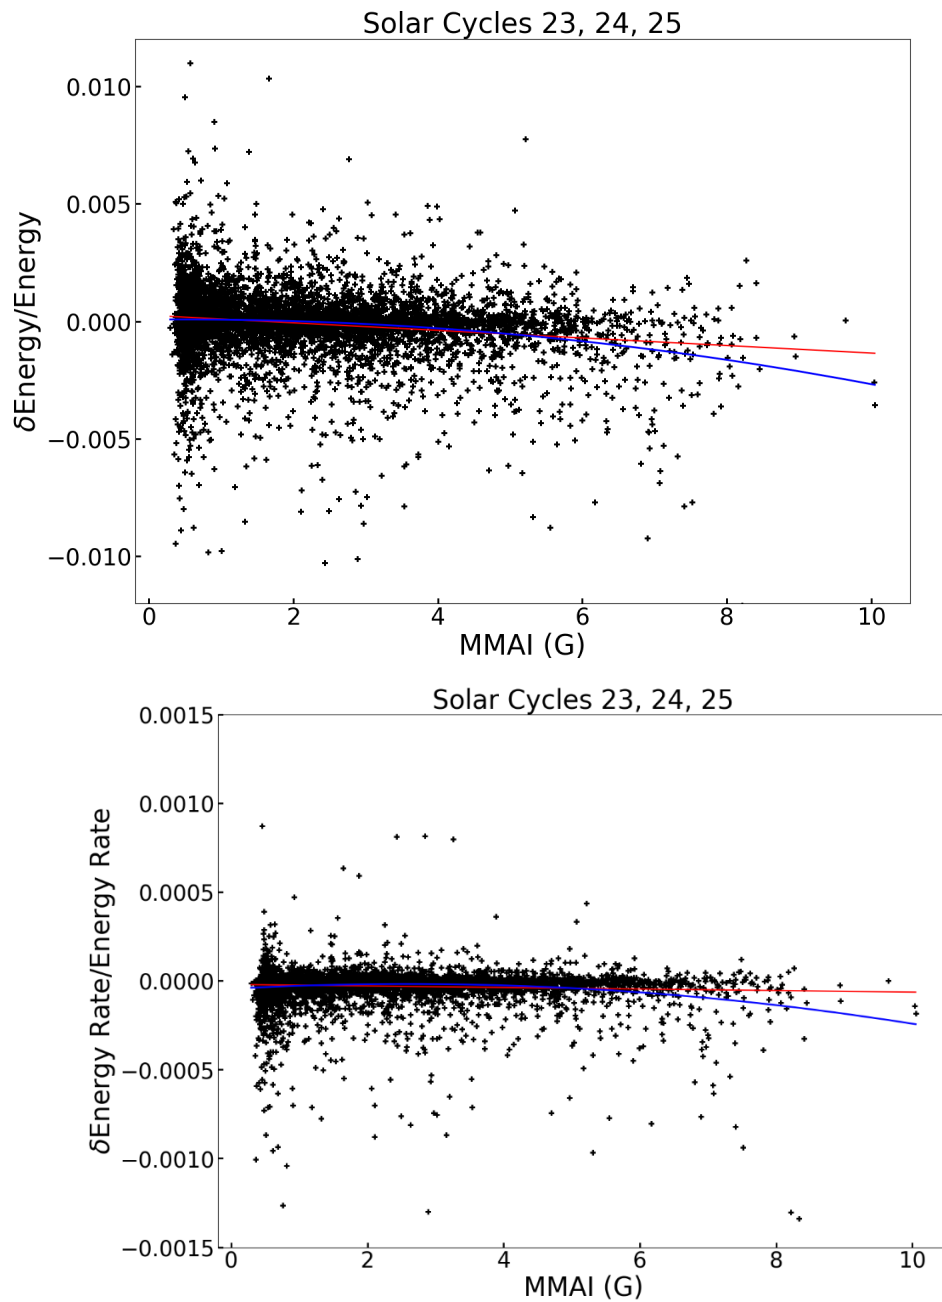 Solar Cycles 23, 24, 25
0.010
0.005
0.000
−0.005
−0.010
δEnergy/Energy
0 2 4 6 8 10
MMAI (G)
Solar Cycles 23, 24, 25
0.0015
0.0010
0.0005
0.0000
−0.0005
−0.0010
−0.0015
δEnergy Rate/Energy Rate
0 2 4 6 8 10
MMAI (G)